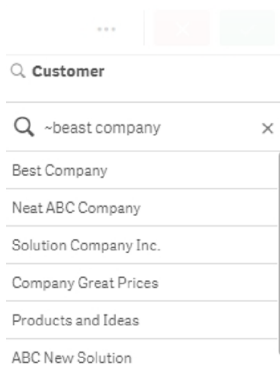 Customer
~beast company
Best Company
Neat ABC Company
Solution Company Inc.
Company Great Prices
Products and Ideas
ABC New Solution